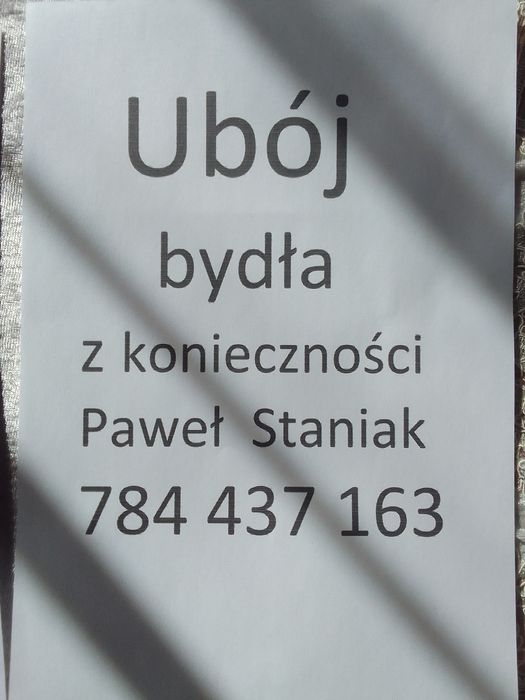 Ubój
bydła
z konieczności
Paweł Staniak
784 437 163